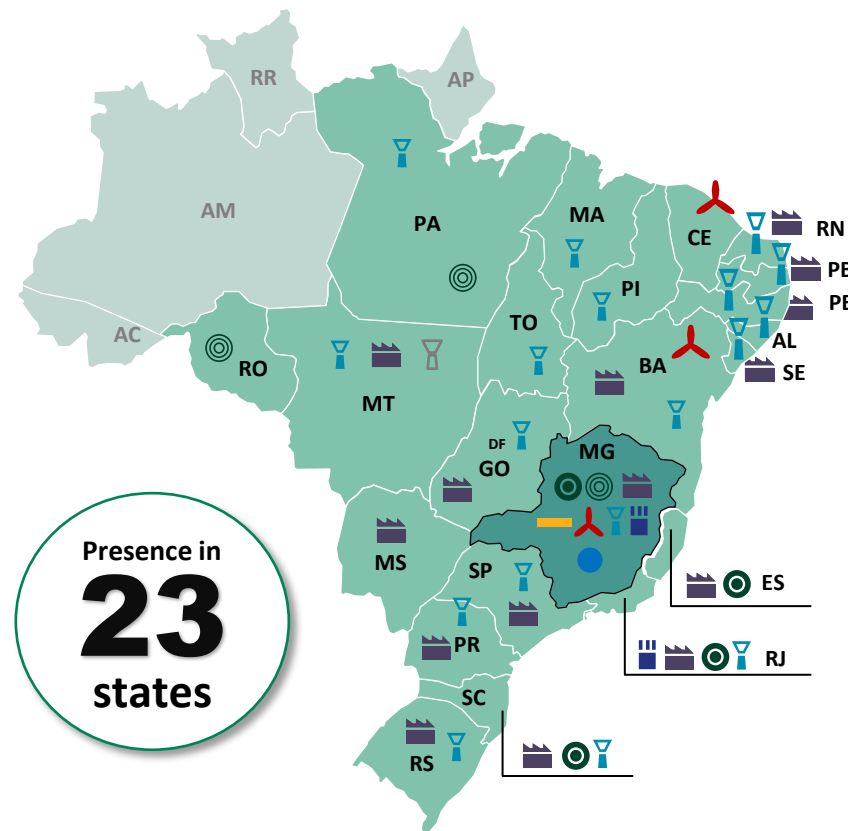 RR
AP
AM
PA
MA
CE
RN
PB
PE
PI
TO
AL
SE
BA
AC
RO
MT
DF
GO
MG
MS
SP
ES
RJ
PR
SC
RS
Presence in
23
states